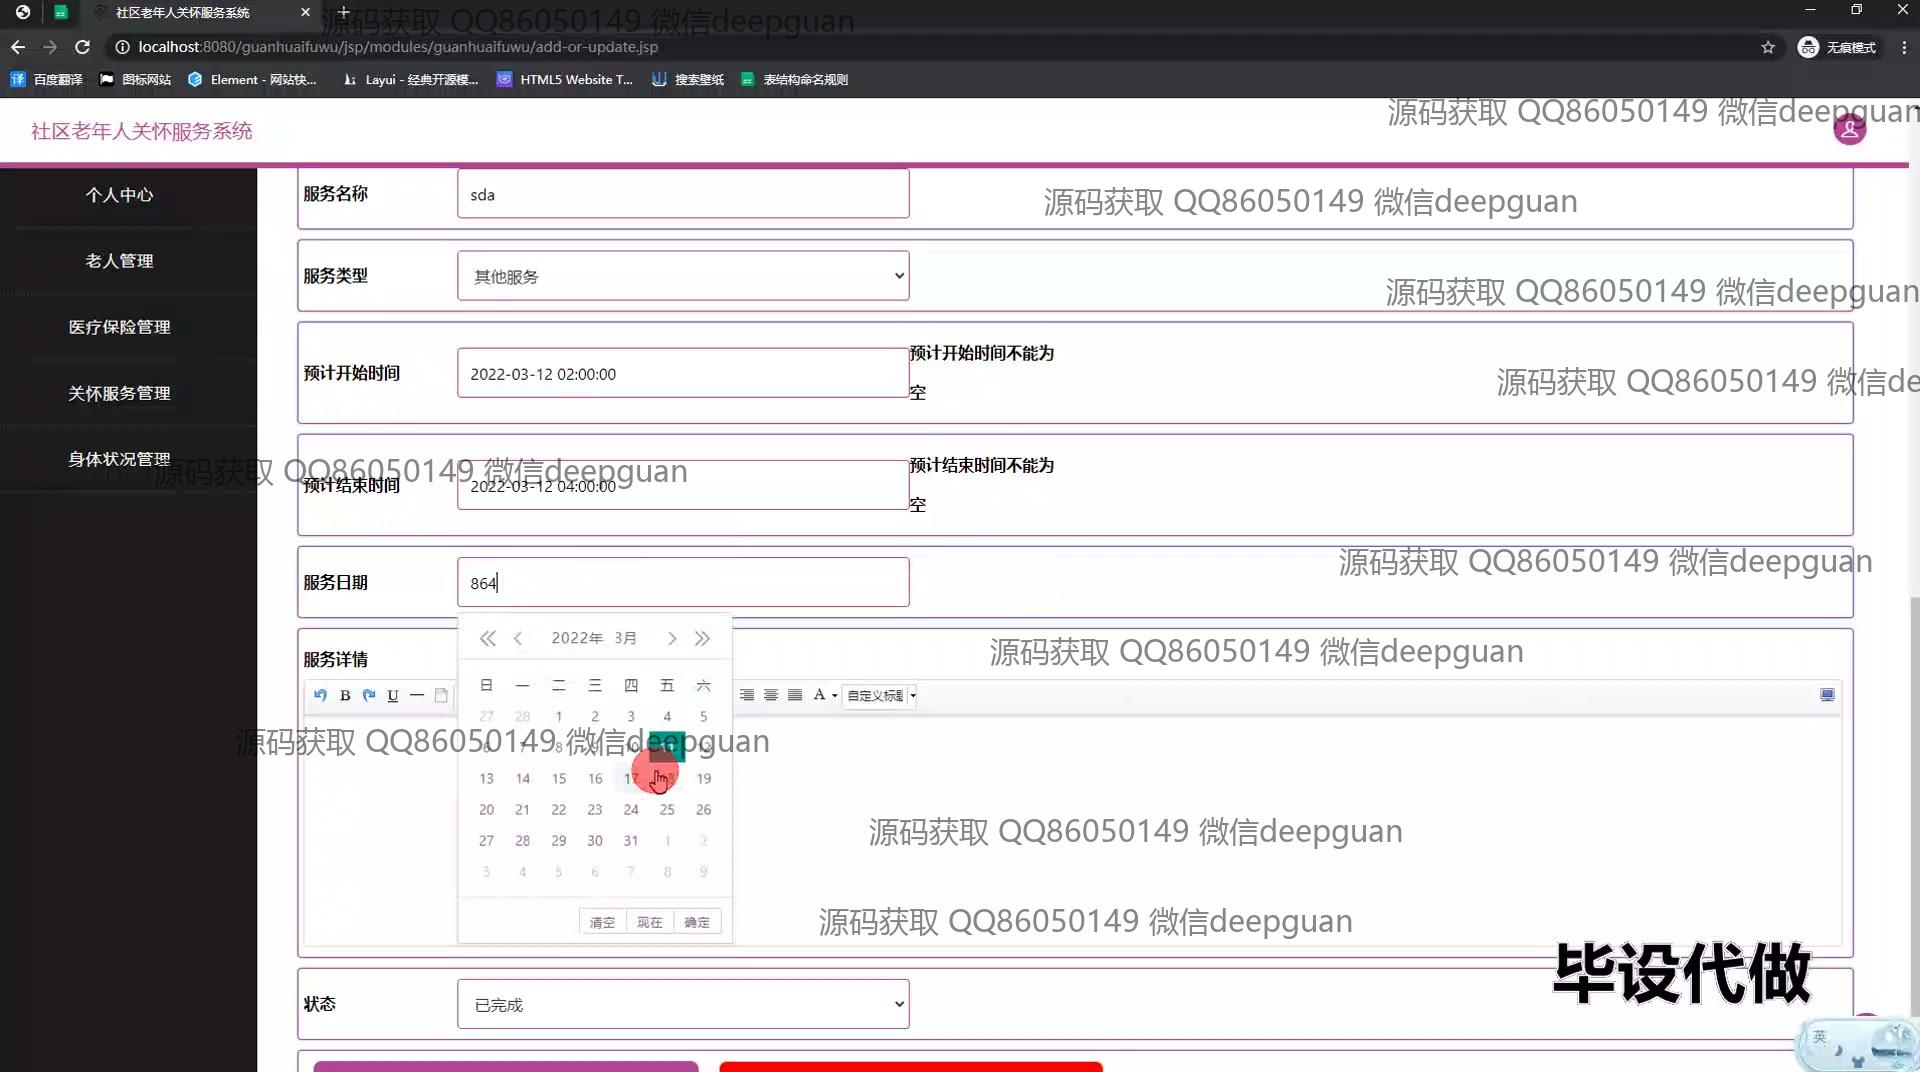 社区老年人关怀服务系统
源码获取 QQ86050149 微信deepguan
localhost:8080/guanhuaifuwu/jsp/modules/guanhuaifuwu/add-or-update.jsp
无痕模式
百度翻译
图标网站
Element - 网站快...
Layui - 经典开源模...
HTML5 Website T...
搜索壁纸
表结构命名规则
源码获取 QQ86050149 微信deepguan
社区老年人关怀服务系统
个人中心
老人管理
医疗保险管理
关怀服务管理
身体状况管理
服务名称
sda
源码获取 QQ86050149 微信deepguan
服务类型
其他服务
源码获取 QQ86050149 微信deepguan
预计开始时间
2022-03-12 02:00:00
预计开始时间不能为
空
源码获取 QQ86050149 微信de
源码获取 QQ86050149 微信deepguan
预计结束时间
2022-03-12 04:00:00
预计结束时间不能为
空
服务日期
864
源码获取 QQ86050149 微信deepguan
2022年 3月
日 一 二 三 四 五 六
27 28 1 2 3 4 5
6 7 8 9 10 11 12
13 14 15 16 17 18 19
20 21 22 23 24 25 26
27 28 29 30 31 1 2
3 4 5 6 7 8 9
清空 现在 确定
服务详情
源码获取 QQ86050149 微信deepguan
B U A 自定义标题
源码获取 QQ86050149 微信deepguan
源码获取 QQ86050149 微信deepguan
源码获取 QQ86050149 微信deepguan
毕设代做
状态
已完成
英